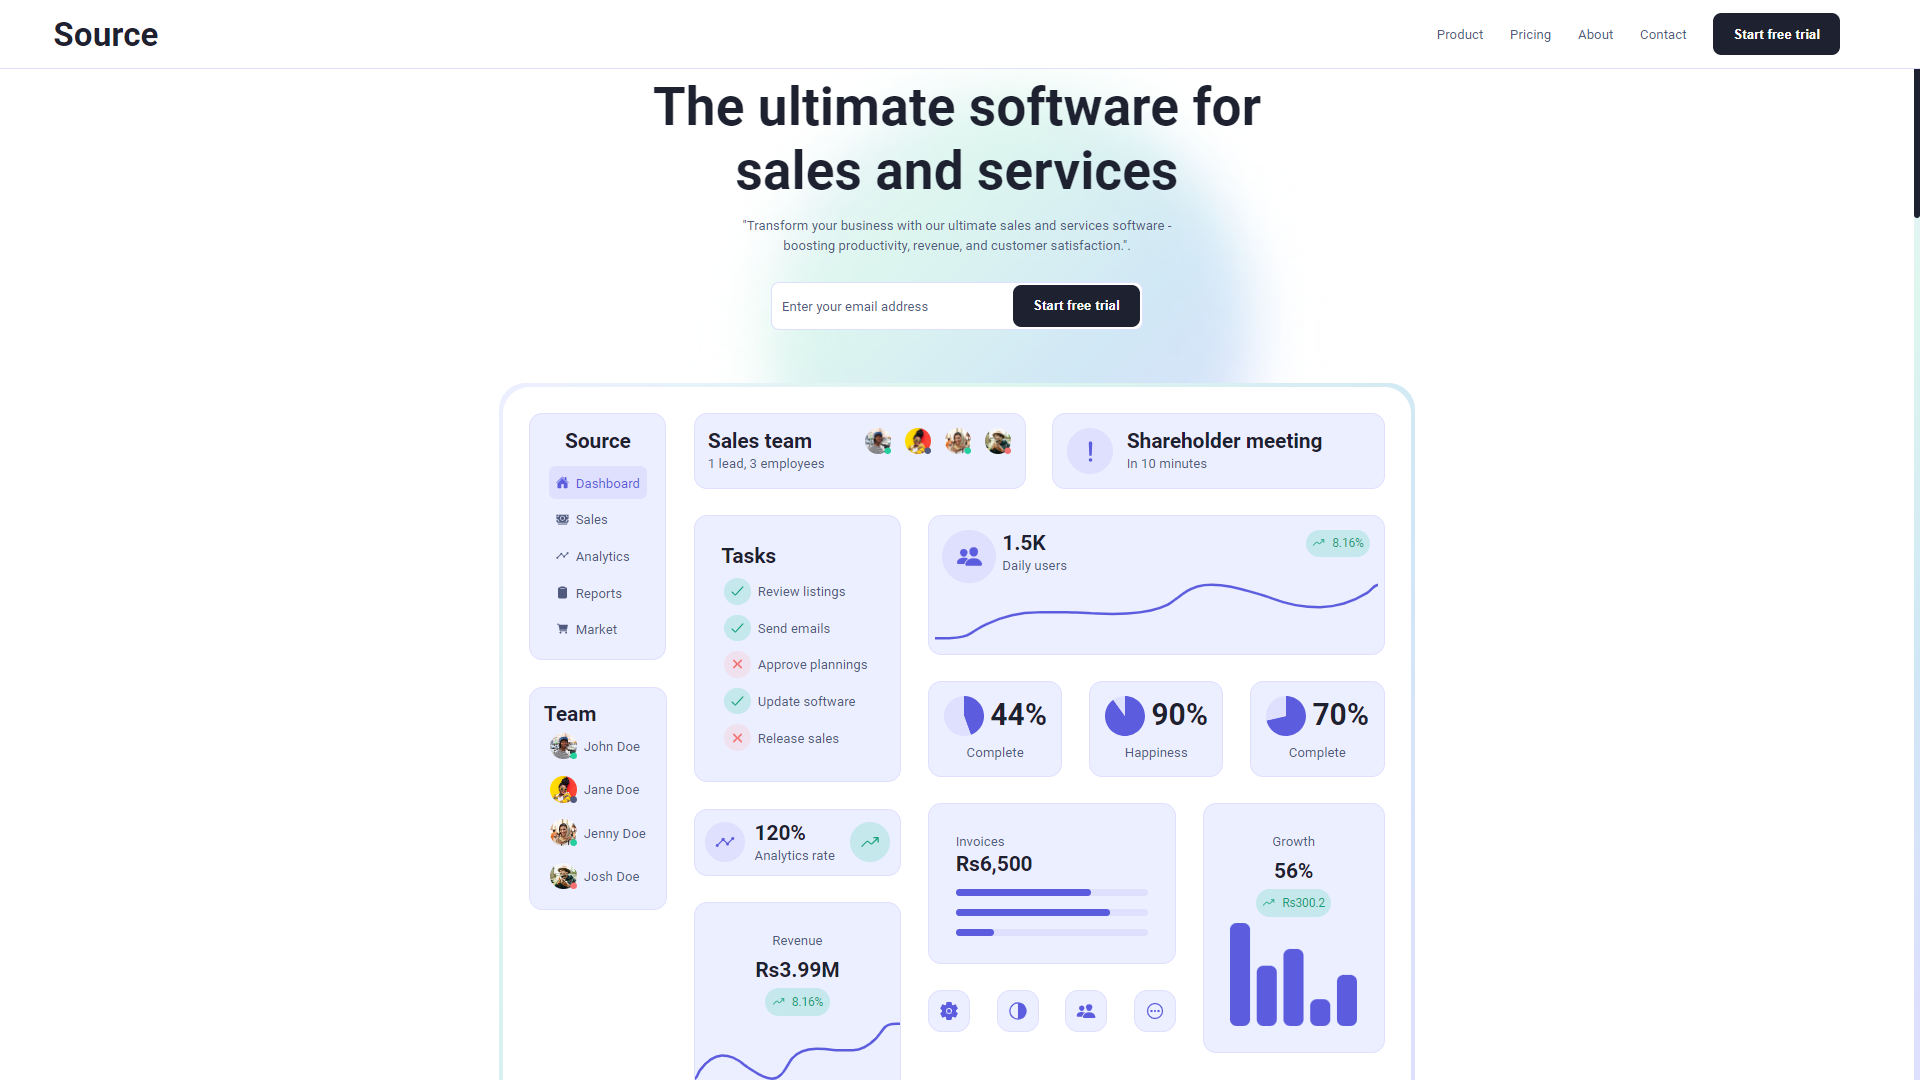 Source
Product
Pricing
About
Contact
Start free trial
The ultimate software for
sales and services
"Transform your business with our ultimate sales and services software -
boosting productivity, revenue, and customer satisfaction.".
Enter your email address
Start free trial
Source
Dashboard
Sales
Analytics
Reports
Market
Team
John Doe
Jane Doe
Jenny Doe
Josh Doe
Sales team
1 lead, 3 employees
Shareholder meeting
In 10 minutes
Tasks
Review listings
Send emails
Approve plannings
Update software
Release sales
1.5K
Daily users
8.16%
44%
Complete
90%
Happiness
70%
Complete
120%
Analytics rate
Revenue
Rs3.99M
8.16%
Invoices
Rs6,500
Growth
56%
Rs300.2